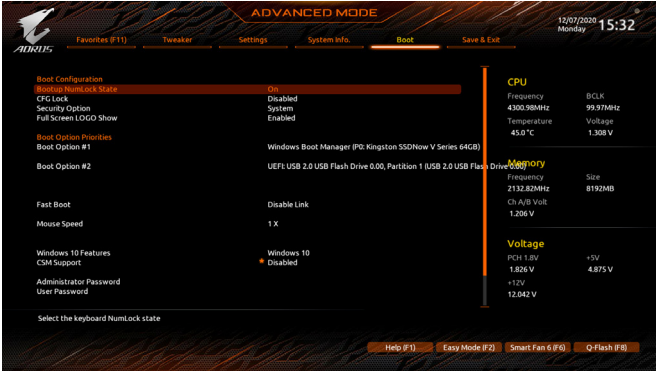 ADVANCED MODE
12/07/2020
Monday
15:32
AORUS
Favorites (F11) Tweaker Settings System Info. Boot Save & Exit
Boot Configuration
Bootup NumLock State On
CFG Lock Disabled
Security Option System
Full Screen LOGO Show Enabled
Boot Option Priorities
Boot Option #1 Windows Boot Manager (P0: Kingston SSDNow V Series 64GB)
Boot Option #2 UEFI: USB 2.0 USB Flash Drive 0.00, Partition 1 (USB 2.0 USB Flash Drive 0.00)
Fast Boot Disable Link
Mouse Speed 1 X
Windows 10 Features Windows 10
CSM Support * Disabled
Administrator Password
User Password
Select the keyboard NumLock state
CPU
Frequency BCLK
4300.98MHz 99.97MHz
Temperature Voltage
45.0 °C 1.308 V
Memory
Frequency Size
2132.82MHz 8192MB
Ch A/B Volt
1.206 V
Voltage
PCH 1.8V +5V
1.826 V 4.875 V
+12V
12.042 V
Help (F1) Easy Mode (F2) Smart Fan 6 (F6) Q-Flash (F8)